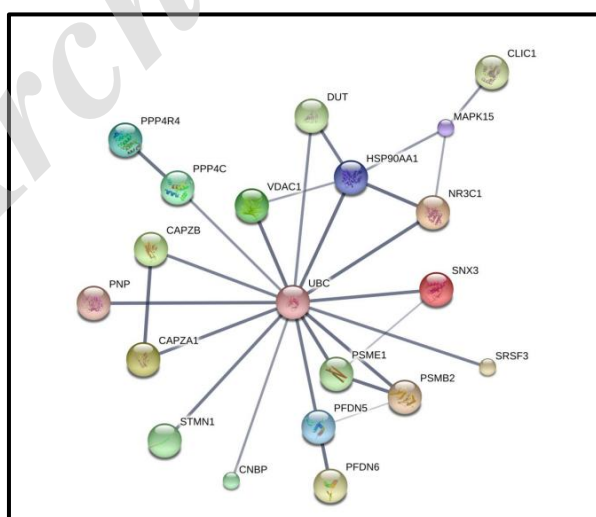 CLIC1
DUT
MAPK15
PPP4R4
HSP90AA1
PPP4C
VDAC1
NR3C1
CAPZB
SNX3
PNP
UBC
CAPZA1
PSME1
SRSF3
PSMB2
STMN1
PFDN5
CNBP
PFDN6